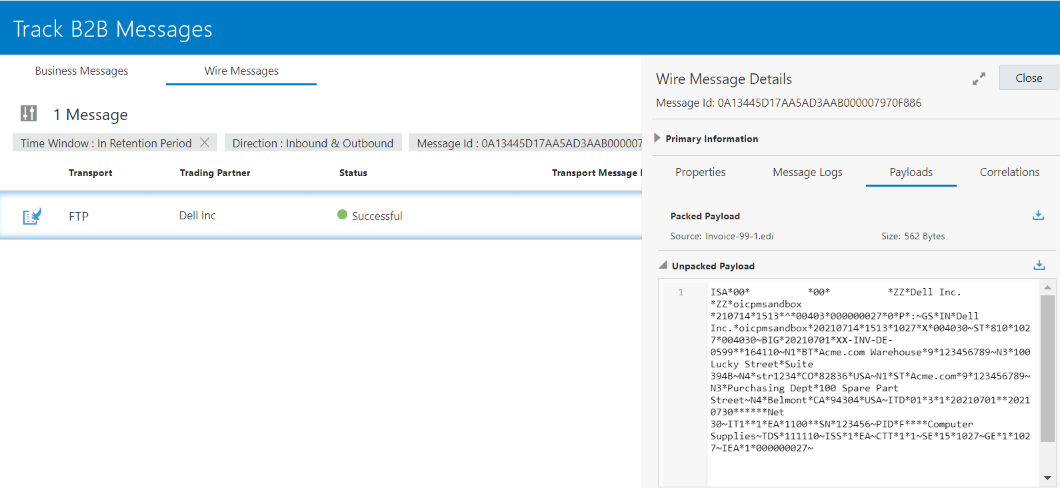 Track B2B Messages
Business Messages
Wire Messages
1 Message
Time Window : In Retention Period
Direction : Inbound & Outbound
Message Id : 0A13445D17AA5AD3AAB000007
Transport
Trading Partner
Status
Transport Message
FTP
Dell Inc
Successful
Wire Message Details
Close
Message Id: 0A13445D17AA5AD3AAB000007970F886
Primary Information
Properties
Message Logs
Payloads
Correlations
Packed Payload
Source: Invoice-99-1.edi
Size: 562 Bytes
Unpacked Payload
1
ISA*00*          *00*          *ZZ*Dell Inc.
*ZZ*oicpmsandbox
*210714*1513*^*00403*000000027*0*P*:~GS*IN*Dell
Inc.*oicpmsandbox*20210714*1513*1027*X*004030~ST*810*102
7*004030~BIG*20210701*XX-INV-DE-
0599**164110~N1*BT*Acme.com Warehouse*9*123456789~N3*100
Lucky Street*Suite
394B~N4*str1234*CO*82836*USA~N1*ST*Acme.com*9*123456789~
N3*Purchasing Dept*100 Spare Part
Street~N4*Belmont*CA*94304*USA~ITD*01*3*1*20210701**20210
0730******Net
30~IT1**1*EA*1100**SN*123456~PID*F****Computer
Supplies~TDS*111110~ISS*1*EA~CTT*1*1~SE*15*1027~GE*1*102
7~IEA*1*000000027~